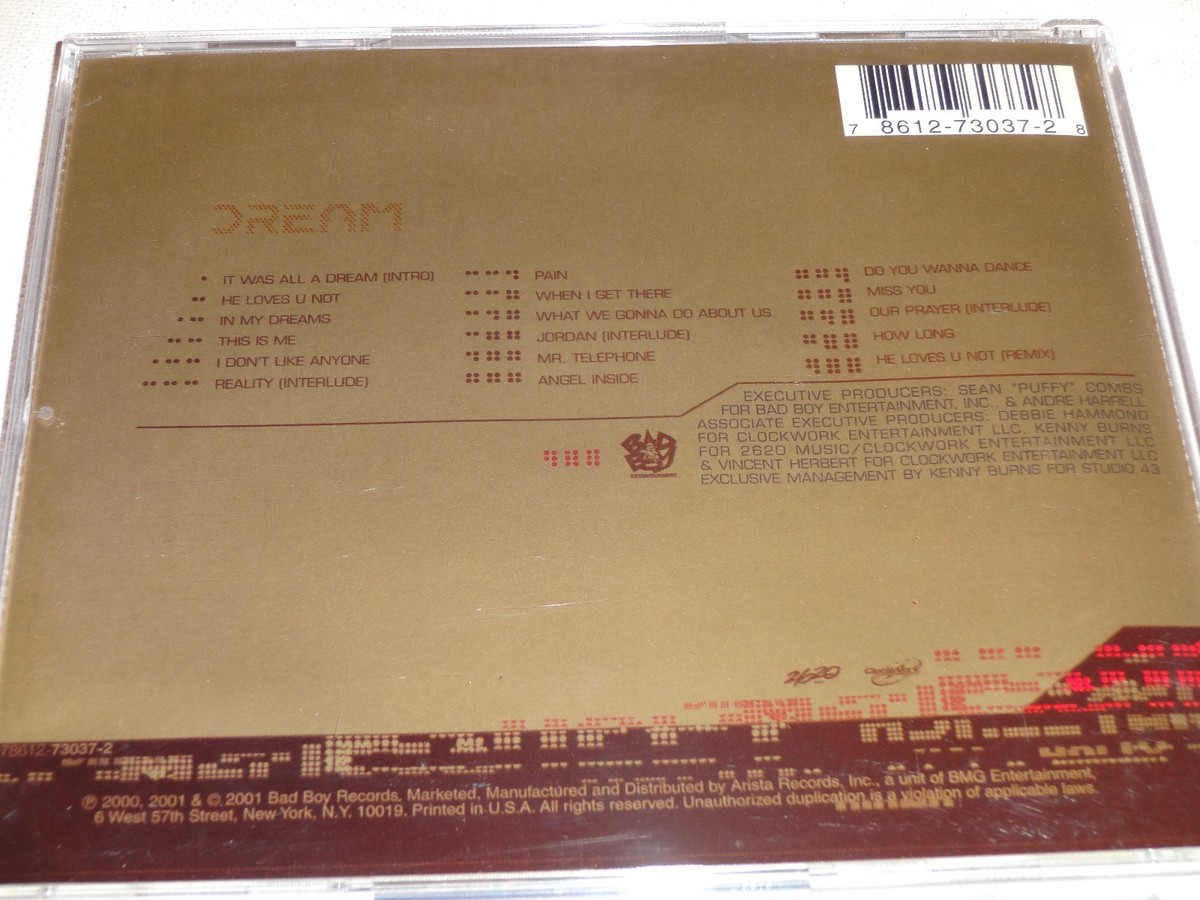 7 8612-73037-2 8
DREAM
IT WAS ALL A DREAM (INTRO)
HE LOVES U NOT
IN MY DREAMS
THIS IS ME
I DON'T LIKE ANYONE
REALITY (INTERLUDE)
PAIN
WHEN I GET THERE
WHAT WE GONNA DO ABOUT US
JORDAN (INTERLUDE)
MR. TELEPHONE
ANGEL INSIDE
DO YOU WANNA DANCE
MISS YOU
OUR PRAYER (INTERLUDE)
HOW LONG
HE LOVES U NOT (REMIX)
EXECUTIVE PRODUCERS: SEAN "PUFFY" COMBS
FOR BAD BOY ENTERTAINMENT, INC., & ANDRE HARRELL
ASSOCIATE EXECUTIVE PRODUCERS: DEBBIE HAMMOND
FOR CLOCKWORK ENTERTAINMENT LLC, KENNY BURNS
FOR 2620 MUSIC/CLOCKWORK ENTERTAINMENT LLC
& VINCENT HERBERT FOR CLOCKWORK ENTERTAINMENT LLC
EXCLUSIVE MANAGEMENT BY KENNY BURNS FOR STUDIO 43
BAD BOY
ENTERTAINMENT
2620
78612-73037-2
℗ 2000, 2001 & © 2001 Bad Boy Records. Marketed, Manufactured and Distributed by Arista Records, Inc., a unit of BMG Entertainment,
6 West 57th Street, New York, N.Y. 10019. Printed in U.S.A. All rights reserved. Unauthorized duplication is a violation of applicable laws.